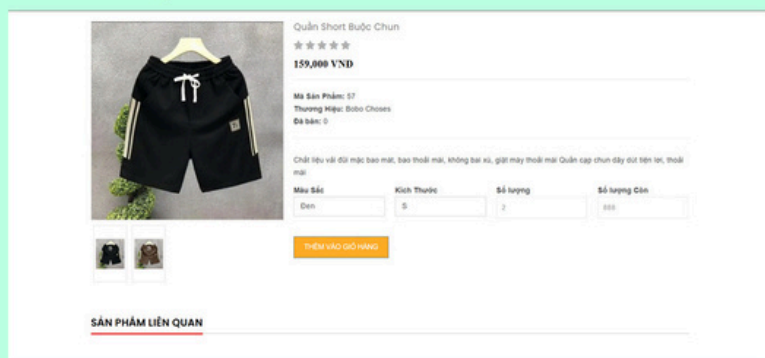 Quần Short Buộc Chun
159,000 VNĐ
Mã Sản Phẩm: 57
Thương Hiệu: Bobo Choses
Đã bán: 0
Chất liệu vải đũi mặc bao mát, bao thoải mái, không bai xù, giặt máy thoải mái Quần cạp chun dây dút tiện lợi, thoải
mái
Màu Sắc Kích Thước Số lượng Số lượng Còn
Đen S 2 888
THÊM VÀO GIỎ HÀNG
SẢN PHẨM LIÊN QUAN